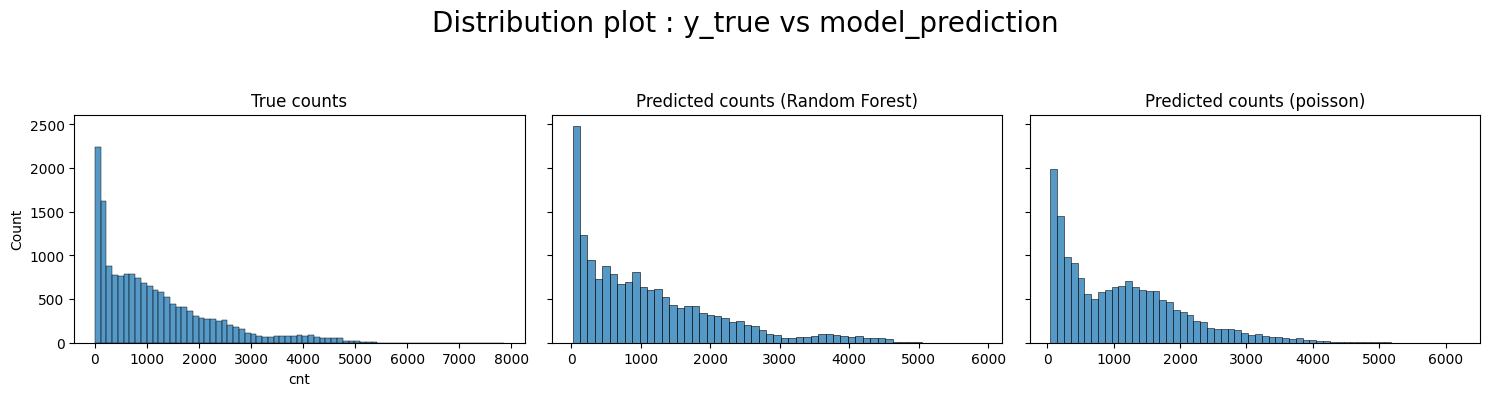 Distribution plot : y_true vs model_prediction
True counts
Predicted counts (Random Forest)
Predicted counts (poisson)
2500
2000
1500
1000
500
0
Count
0 1000 2000 3000 4000 5000 6000 7000 8000
cnt
0 1000 2000 3000 4000 5000 6000
0 1000 2000 3000 4000 5000 6000